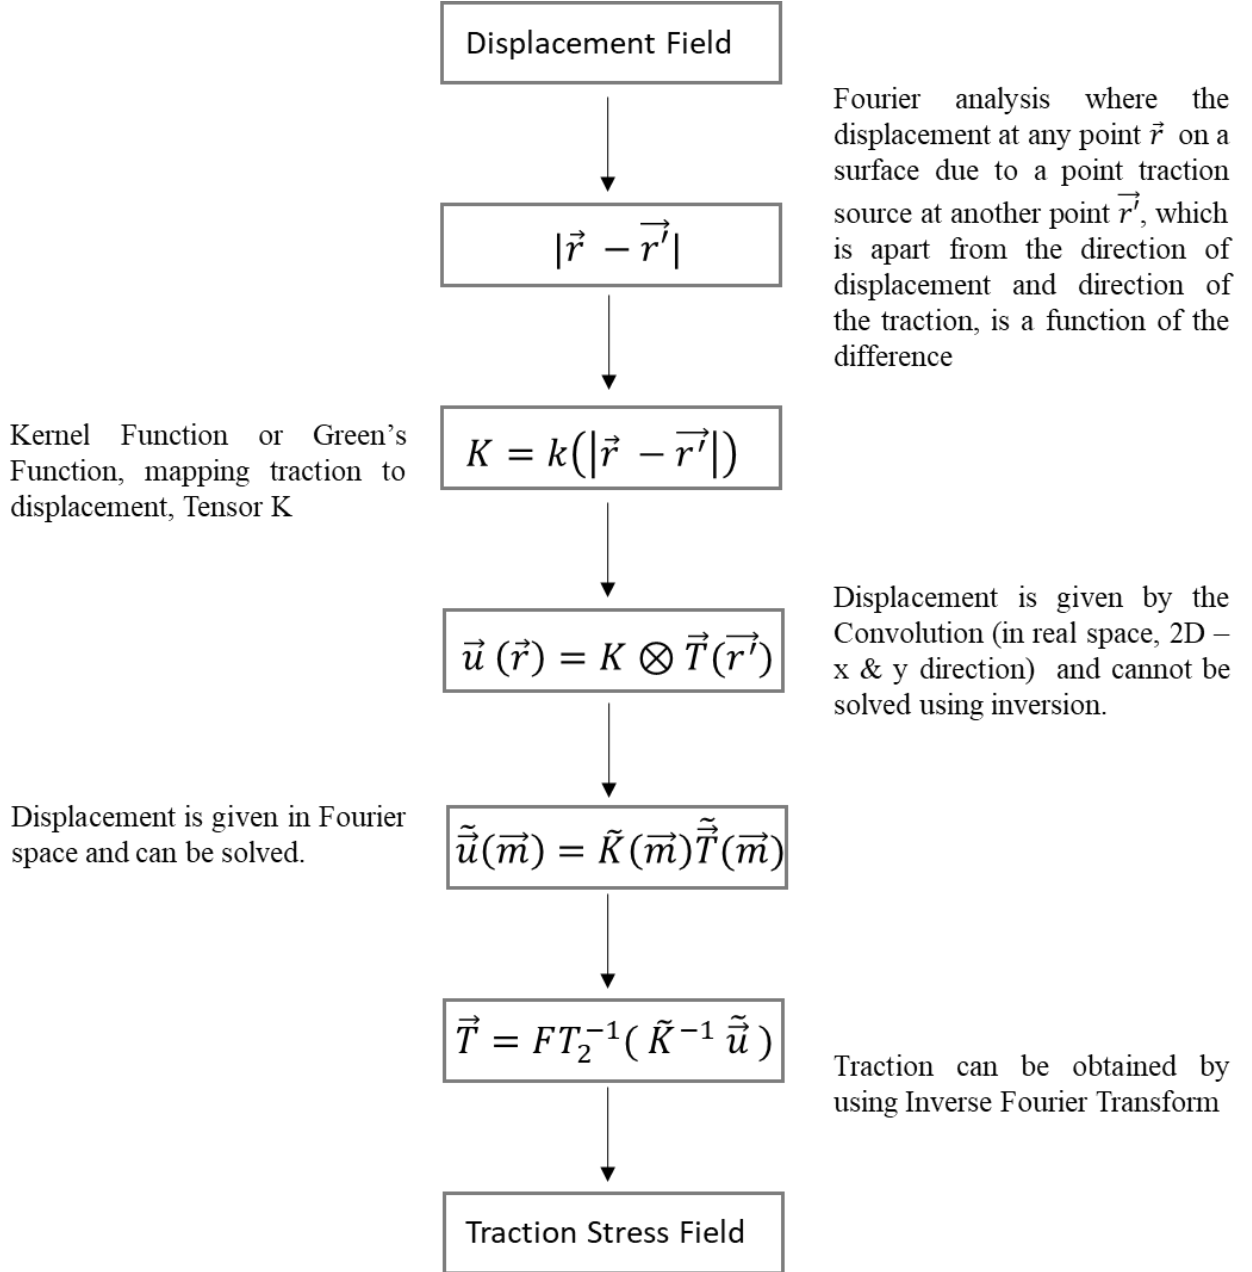 Displacement Field
Fourier analysis where the
displacement at any point r⃗ on a
surface due to a point traction
source at another point r⃗′, which
is apart from the direction of
displacement and direction of
the traction, is a function of the
difference
|r⃗ − r⃗′|
Kernel Function or Green's
Function, mapping traction to
displacement, Tensor K
K = k(|r⃗ − r⃗′|)
Displacement is given by the
Convolution (in real space, 2D –
x & y direction) and cannot be
solved using inversion.
u⃗ (r⃗) = K ⊗ T⃗(r⃗′)
Displacement is given in Fourier
space and can be solved.
ũ⃗(m⃗) = K̃(m⃗)T̃⃗(m⃗)
T⃗ = FT₂⁻¹( K̃⁻¹ ũ⃗ )
Traction can be obtained by
using Inverse Fourier Transform
Traction Stress Field